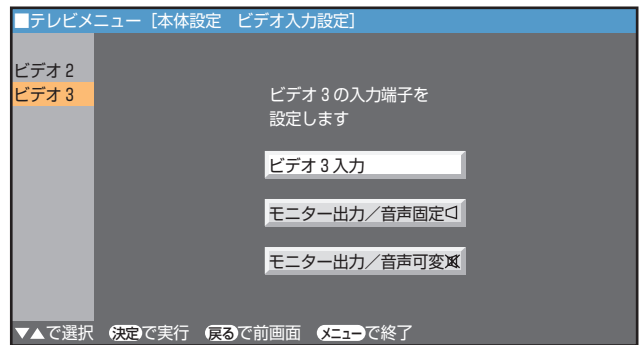 ■テレビメニュー［本体設定　ビデオ入力設定］
ビデオ 2
ビデオ 3
ビデオ 3 の入力端子を
設定します
ビデオ 3 入力
モニター出力／音声固定
モニター出力／音声可変
▼▲で選択　決定で実行　戻るで前画面　メニューで終了